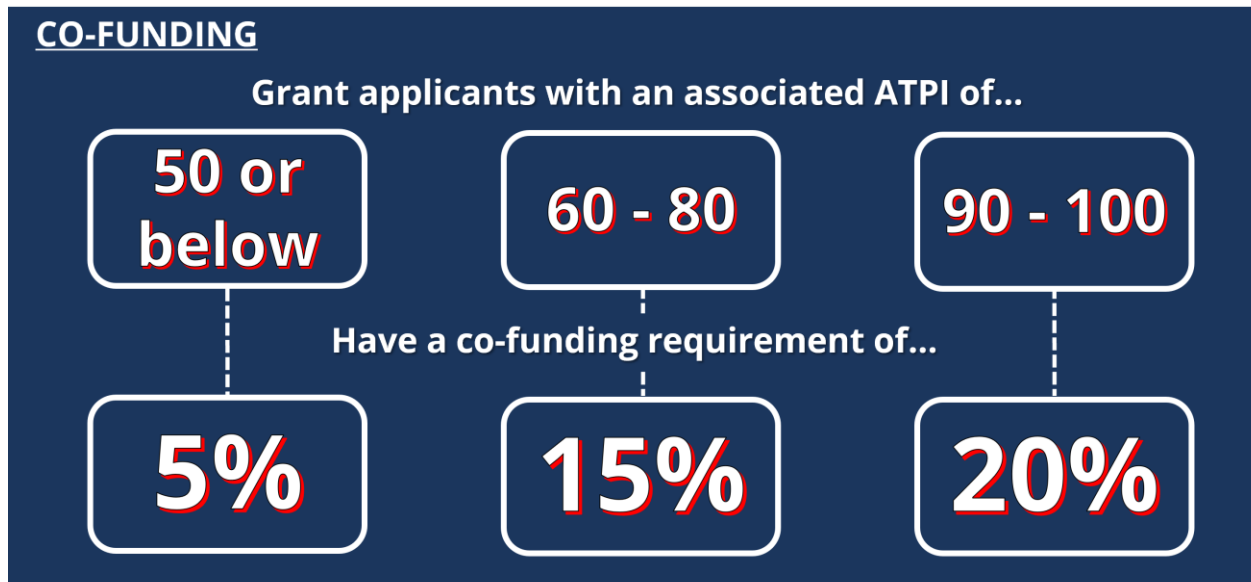 CO-FUNDING
Grant applicants with an associated ATPI of...
50 or
below
60 - 80
90 - 100
Have a co-funding requirement of...
5%
15%
20%